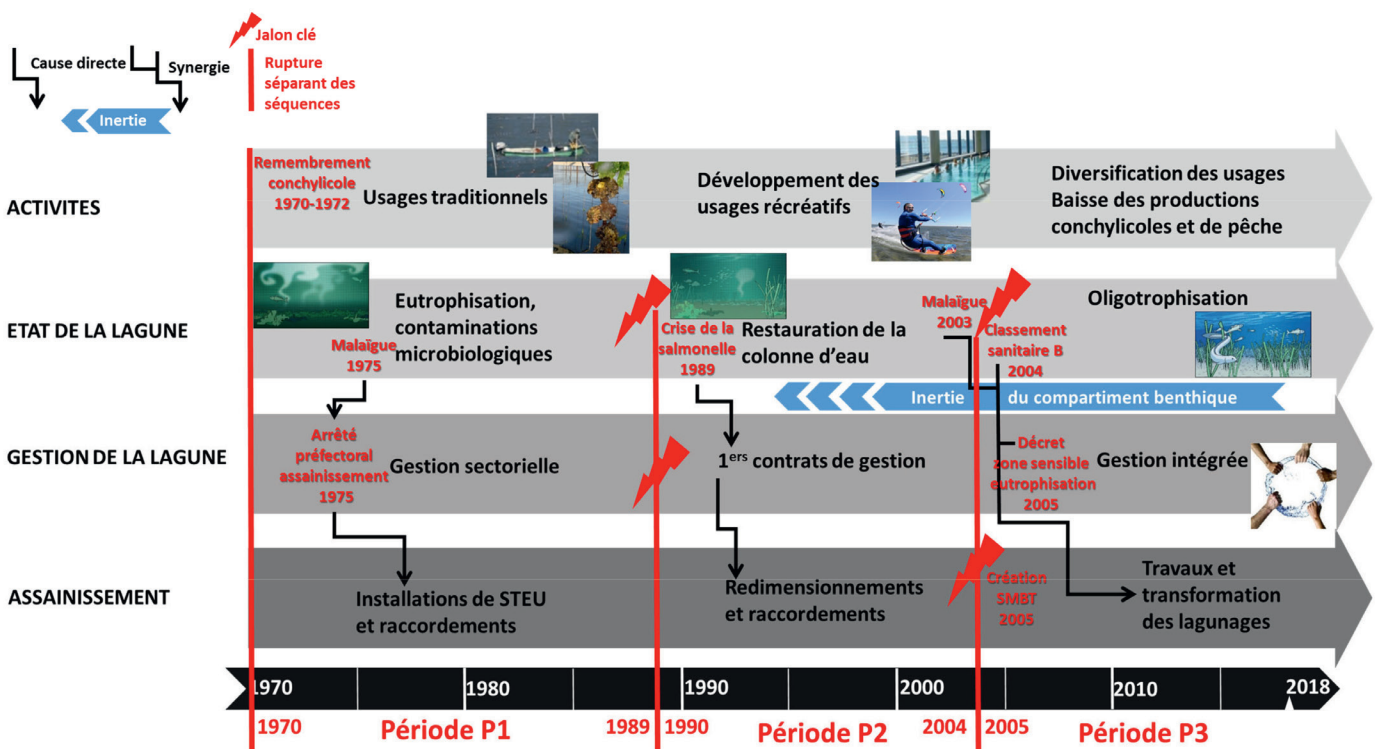 Jalon clé
Cause directe
Synergie
Rupture
séparant des
séquences
Inertie
ACTIVITES
Remembrement
conchylicole
1970-1972
Usages traditionnels
Développement des
usages récréatifs
Diversification des usages
Baisse des productions
conchylicoles et de pêche
ETAT DE LA LAGUNE
Eutrophisation,
contaminations
microbiologiques
Malaïgue
1975
Crise de la
salmonelle
1989
Restauration de la
colonne d'eau
Malaïgue
2003
Classement
sanitaire B
2004
Oligotrophisation
Inertie du compartiment benthique
GESTION DE LA LAGUNE
Arrêté
préfectoral
assainissement
1975
Gestion sectorielle
1ers contrats de gestion
Décret
zone sensible
eutrophisation
2005
Gestion intégrée
ASSAINISSEMENT
Installations de STEU
et raccordements
Redimensionnements
et raccordements
Création
SMBT
2005
Travaux et
transformation
des lagunages
1970 1980 1990 2000 2010 2018
1970 Période P1 1989 1990 Période P2 2004 2005 Période P3